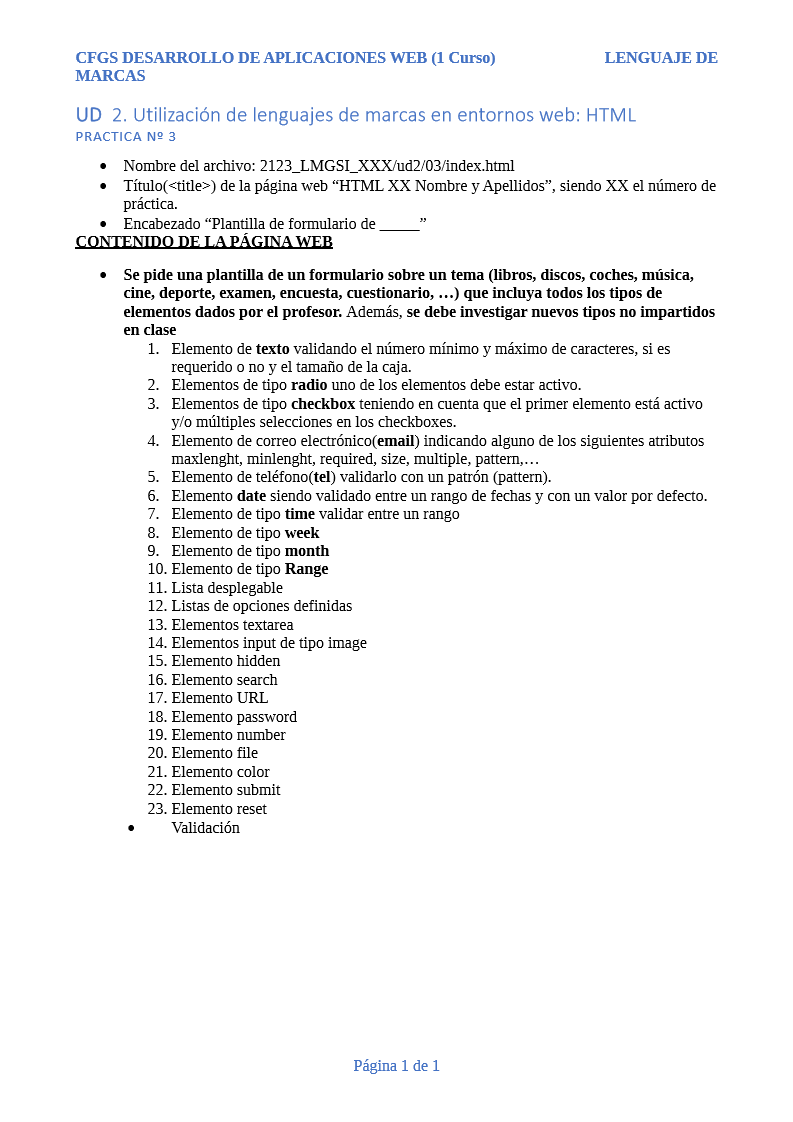 CFGS DESARROLLO DE APLICACIONES WEB (1 Curso) LENGUAJE DE
MARCAS
UD 2. Utilización de lenguajes de marcas en entornos web: HTML
PRACTICA Nº 3
• Nombre del archivo: 2123_LMGSI_XXX/ud2/03/index.html
• Título(<title>) de la página web “HTML XX Nombre y Apellidos”, siendo XX el número de
práctica.
• Encabezado “Plantilla de formulario de _____”
CONTENIDO DE LA PÁGINA WEB
• Se pide una plantilla de un formulario sobre un tema (libros, discos, coches, música,
cine, deporte, examen, encuesta, cuestionario, …) que incluya todos los tipos de
elementos dados por el profesor. Además, se debe investigar nuevos tipos no impartidos
en clase
1. Elemento de texto validando el número mínimo y máximo de caracteres, si es
requerido o no y el tamaño de la caja.
2. Elementos de tipo radio uno de los elementos debe estar activo.
3. Elementos de tipo checkbox teniendo en cuenta que el primer elemento está activo
y/o múltiples selecciones en los checkboxes.
4. Elemento de correo electrónico(email) indicando alguno de los siguientes atributos
maxlenght, minlenght, required, size, multiple, pattern,…
5. Elemento de teléfono(tel) validarlo con un patrón (pattern).
6. Elemento date siendo validado entre un rango de fechas y con un valor por defecto.
7. Elemento de tipo time validar entre un rango
8. Elemento de tipo week
9. Elemento de tipo month
10. Elemento de tipo Range
11. Lista desplegable
12. Listas de opciones definidas
13. Elementos textarea
14. Elementos input de tipo image
15. Elemento hidden
16. Elemento search
17. Elemento URL
18. Elemento password
19. Elemento number
20. Elemento file
21. Elemento color
22. Elemento submit
23. Elemento reset
• Validación
Página 1 de 1